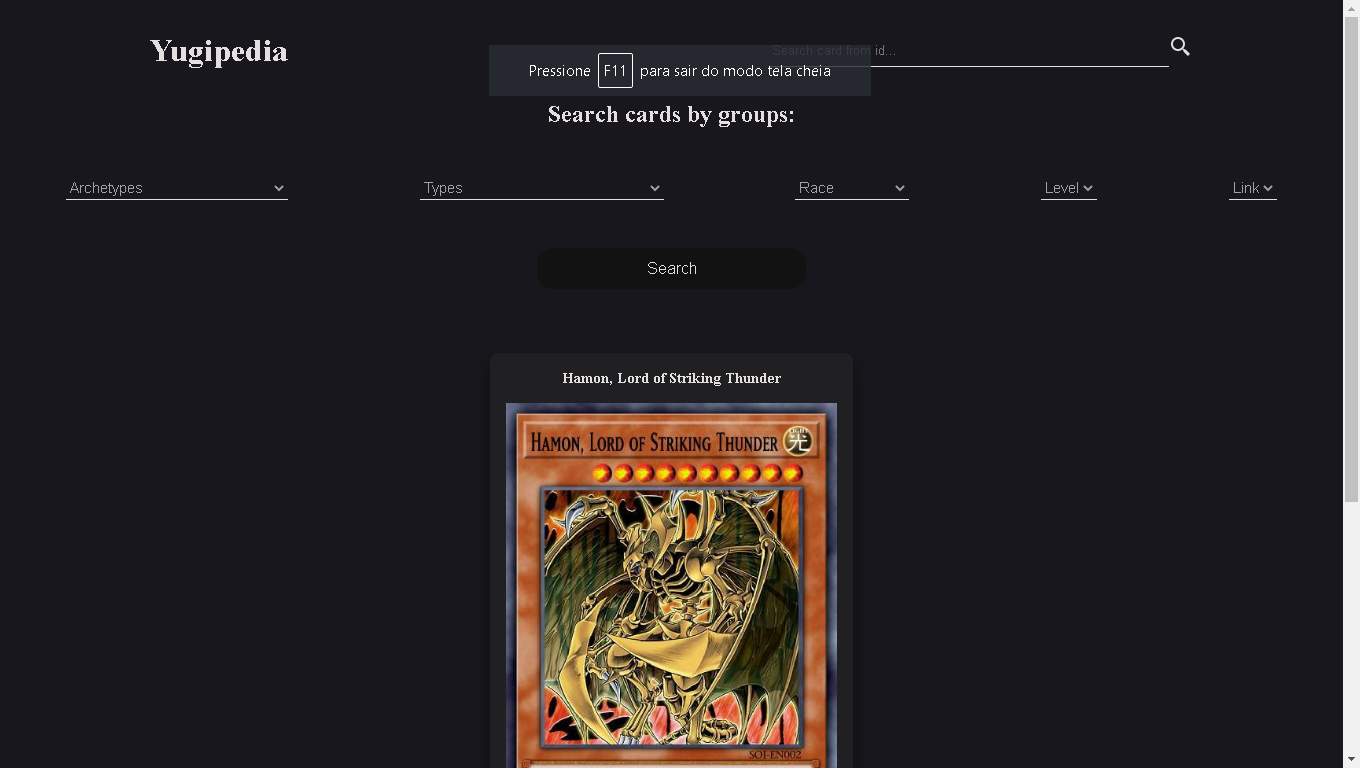 Yugipedia
Search card from id...
Pressione F11 para sair do modo tela cheia
Search cards by groups:
Archetypes
Types
Race
Level
Link
Search
Hamon, Lord of Striking Thunder
HAMON, LORD OF STRIKING THUNDER
LIGHT
光
SOI-EN002